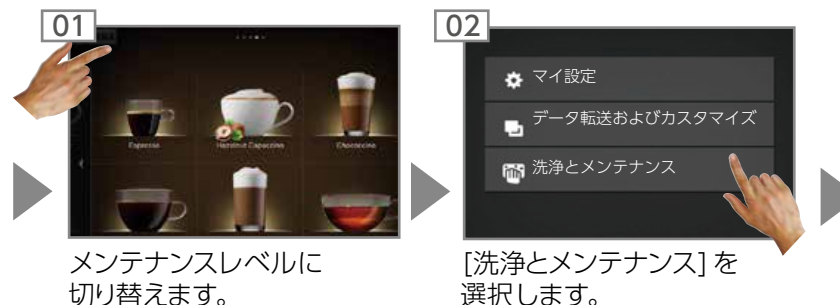 01
Espresso
Hazelnut Cappuccino
Chococino
メンテナンスレベルに
切り替えます。
02
マイ設定
データ転送およびカスタマイズ
洗浄とメンテナンス
[洗浄とメンテナンス] を
選択します。